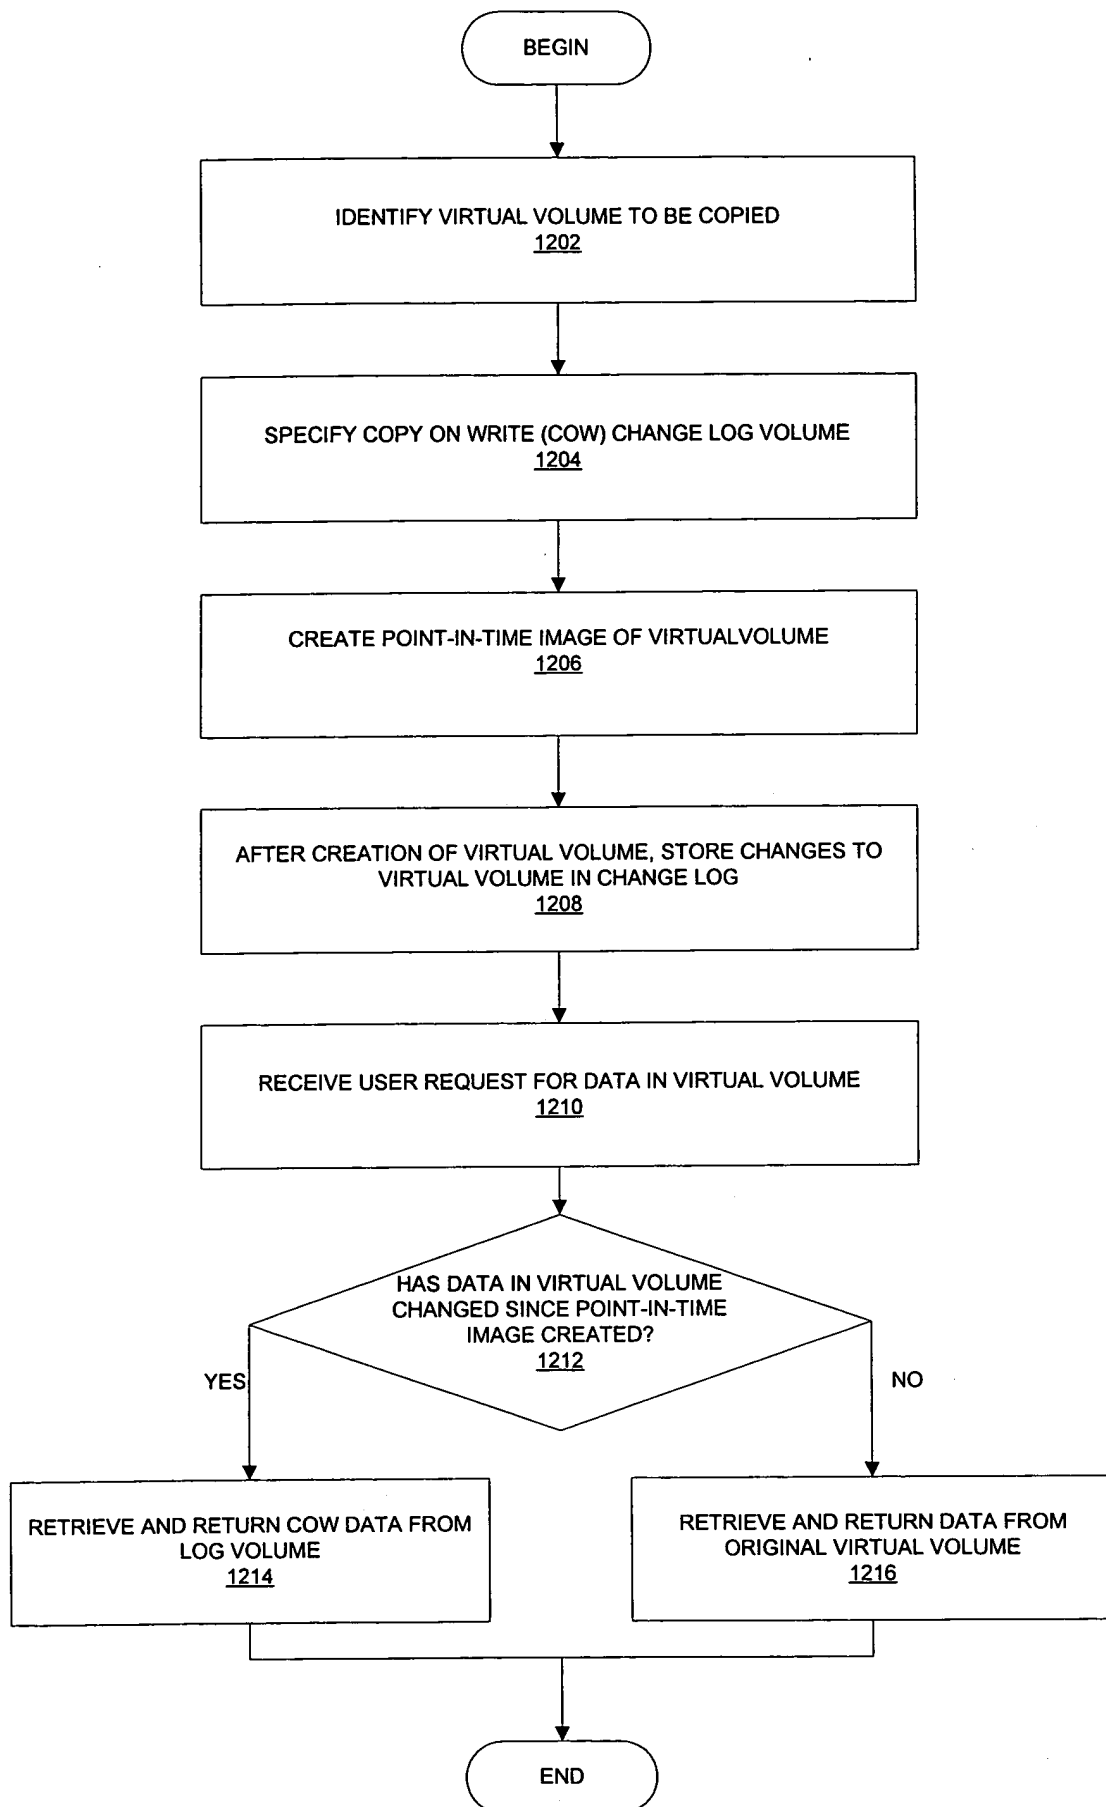 BEGIN
IDENTIFY VIRTUAL VOLUME TO BE COPIED
1202
SPECIFY COPY ON WRITE (COW) CHANGE LOG VOLUME
1204
CREATE POINT-IN-TIME IMAGE OF VIRTUALVOLUME
1206
AFTER CREATION OF VIRTUAL VOLUME, STORE CHANGES TO
VIRTUAL VOLUME IN CHANGE LOG
1208
RECEIVE USER REQUEST FOR DATA IN VIRTUAL VOLUME
1210
HAS DATA IN VIRTUAL VOLUME
CHANGED SINCE POINT-IN-TIME
IMAGE CREATED?
1212
YES
NO
RETRIEVE AND RETURN COW DATA FROM
LOG VOLUME
1214
RETRIEVE AND RETURN DATA FROM
ORIGINAL VIRTUAL VOLUME
1216
END